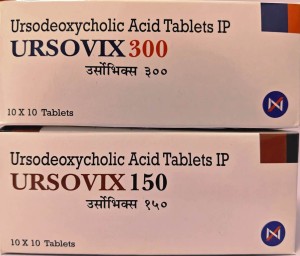 Ursodeoxycholic Acid Tablets IP
URSOVIX 300
उर्सोभिक्स ३००
10 X 10 Tablets
Ursodeoxycholic Acid Tablets IP
URSOVIX 150
उर्सोभिक्स १५०
10 X 10 Tablets